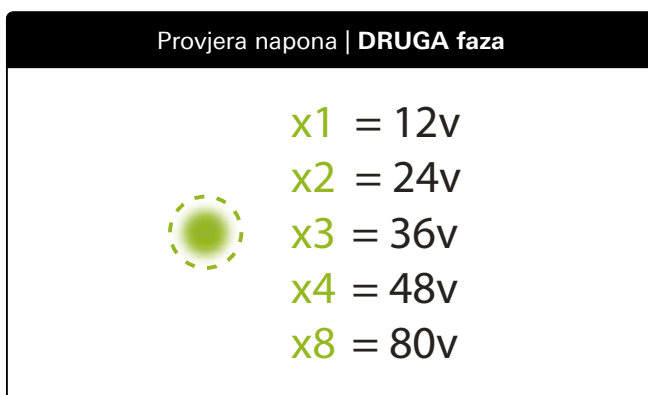 Provjera napona | DRUGA faza
x1 = 12v
x2 = 24v
x3 = 36v
x4 = 48v
x8 = 80v